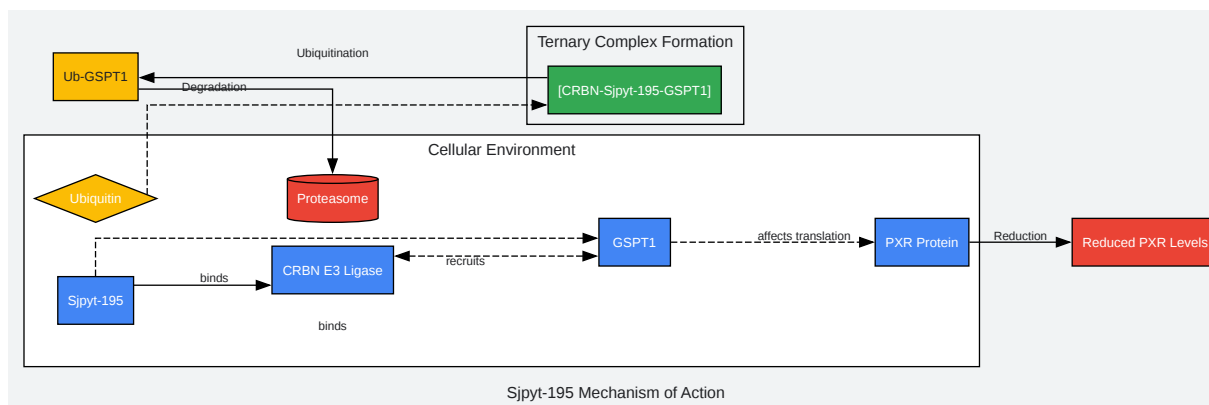 Ternary Complex Formation
Ubiquitination
Ub-GSPT1
[CRBN-Sjpyt-195-GSPT1]
Degradation
Cellular Environment
Ubiquitin
Proteasome
GSPT1
affects translation
PXR Protein
Reduction
Reduced PXR Levels
recruits
CRBN E3 Ligase
binds
Sjpyt-195
binds
Sjpyt-195 Mechanism of Action